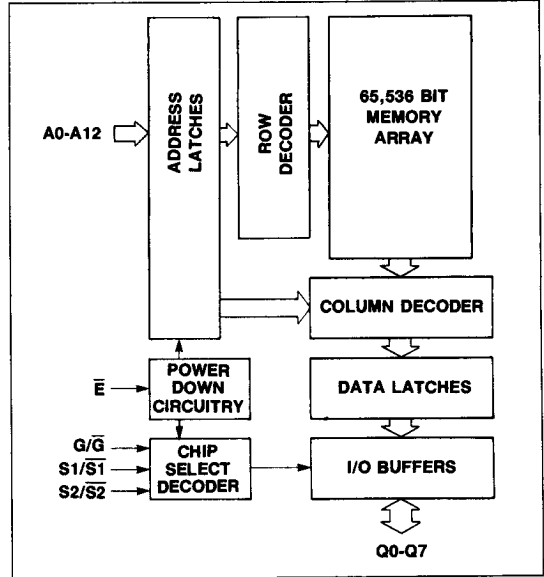 ADDRESS
LATCHES
ROW
DECODER
65,536 BIT
MEMORY
ARRAY
A0-A12
COLUMN DECODER
POWER
DOWN
CIRCUITRY
E̅
DATA LATCHES
G/G̅
S1/S̅1̅
S2/S̅2̅
CHIP
SELECT
DECODER
I/O BUFFERS
Q0-Q7